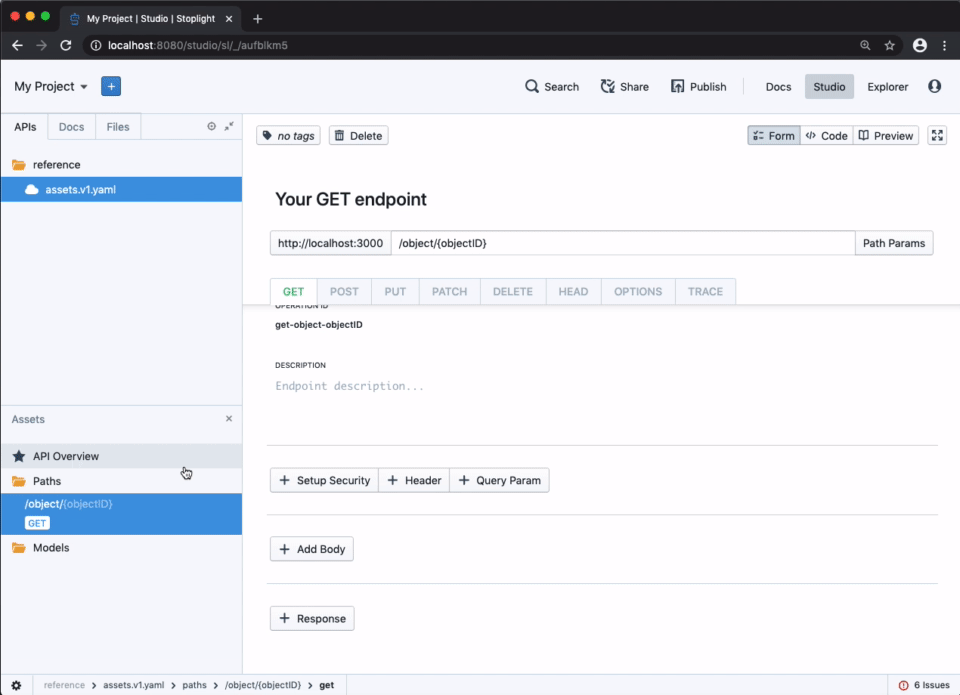 My Project | Studio | Stoplight
localhost:8080/studio/sl/_/aufblkm5
My Project
Search
Share
Publish
Docs
Studio
Explorer
APIs
Docs
Files
no tags
Delete
Form
Code
Preview
reference
assets.v1.yaml
Your GET endpoint
http://localhost:3000
/object/{objectID}
Path Params
GET
POST
PUT
PATCH
DELETE
HEAD
OPTIONS
TRACE
OPERATION ID
get-object-objectID
DESCRIPTION
Endpoint description...
Assets
API Overview
Paths
/object/{objectID}
GET
Models
Setup Security
Header
Query Param
Add Body
Response
reference > assets.v1.yaml > paths > /object/{objectID} > get
6 Issues